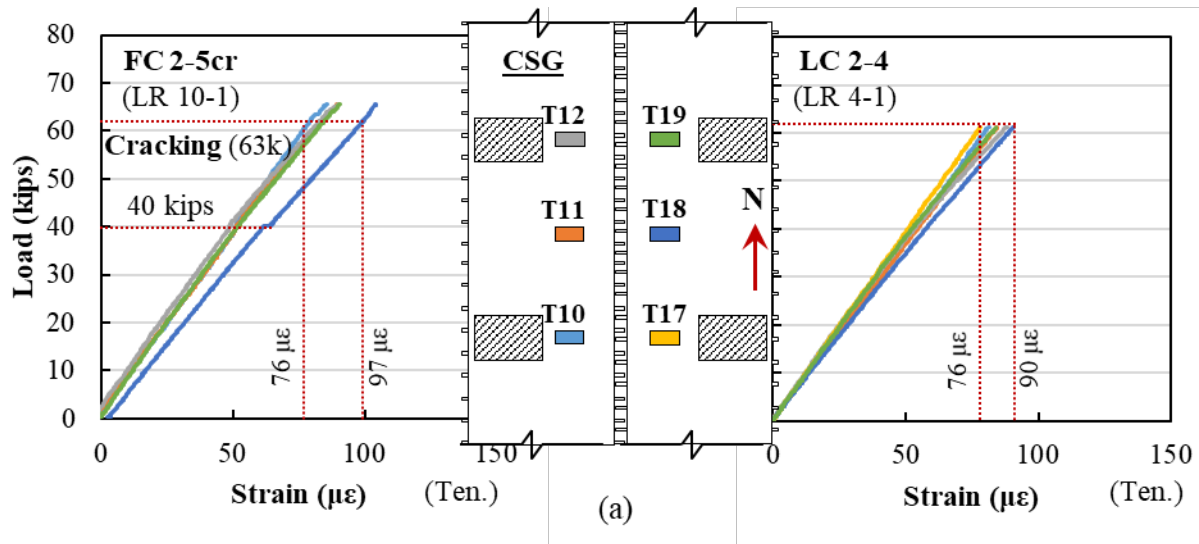 FC 2-5cr
(LR 10-1)
Cracking (63k)
40 kips
76 µε
97 µε
80
70
60
50
40
30
20
10
0
Load (kips)
0
50
100
150
Strain (µε)
(Ten.)
CSG
T12
T19
T11
T18
T10
T17
N
(a)
LC 2-4
(LR 4-1)
76 µε
90 µε
0
50
100
150
Strain (µε)
(Ten.)